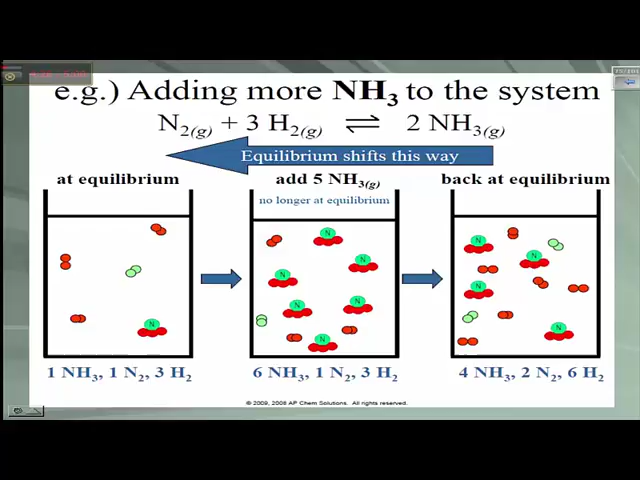 e.g.) Adding more NH3 to the system
N2(g) + 3 H2(g) ⇌ 2 NH3(g)
Equilibrium shifts this way
at equilibrium
add 5 NH3(g)
back at equilibrium
no longer at equilibrium
N
N
N
N
N
N
N
N
N
N
N
1 NH3, 1 N2, 3 H2
6 NH3, 1 N2, 3 H2
4 NH3, 2 N2, 6 H2
© 2009, 2008 AP Chem Solutions. All rights reserved.